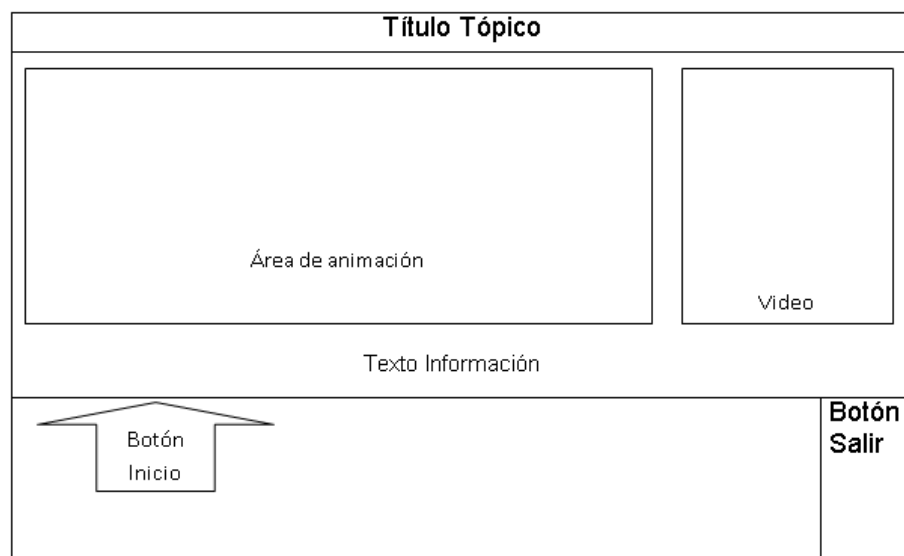 Título Tópico
Área de animación
Video
Texto Información
Botón
Inicio
Botón
Salir